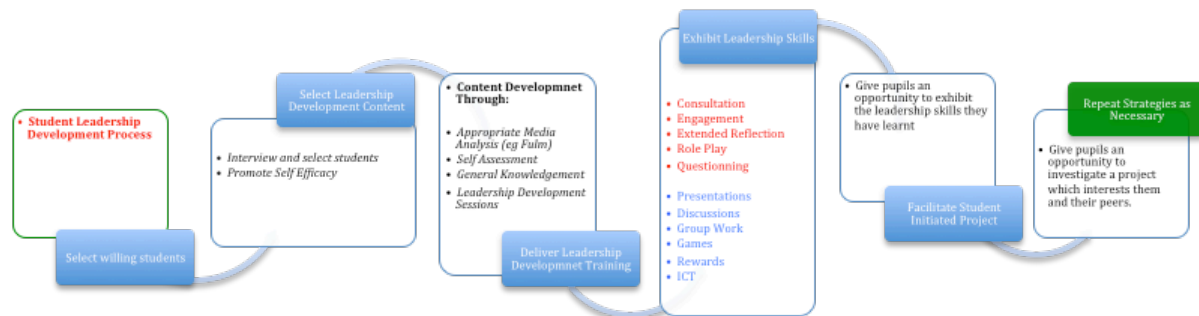 Student Leadership
Development Process
Select willing students
Select Leadership
Development Content
Interview and select students
Promote Self Efficacy
Content Developmnet
Through:
Appropriate Media
Analysis (eg Fulm)
Self Assessment
General Knowledgement
Leadership Development
Sessions
Deliver Leadership
Developmnet Training
Exhibit Leadership Skills
Consultation
Engagement
Extended Reflection
Role Play
Questionning
Presentations
Discussions
Group Work
Games
Rewards
ICT
Give pupils an
opportunity to exhibit
the leadership skills they
have learnt
Facilitate Student
Initiated Project
Repeat Strategies as
Necessary
Give pupils an
opportunity to
investigate a project
which interests them
and their peers.